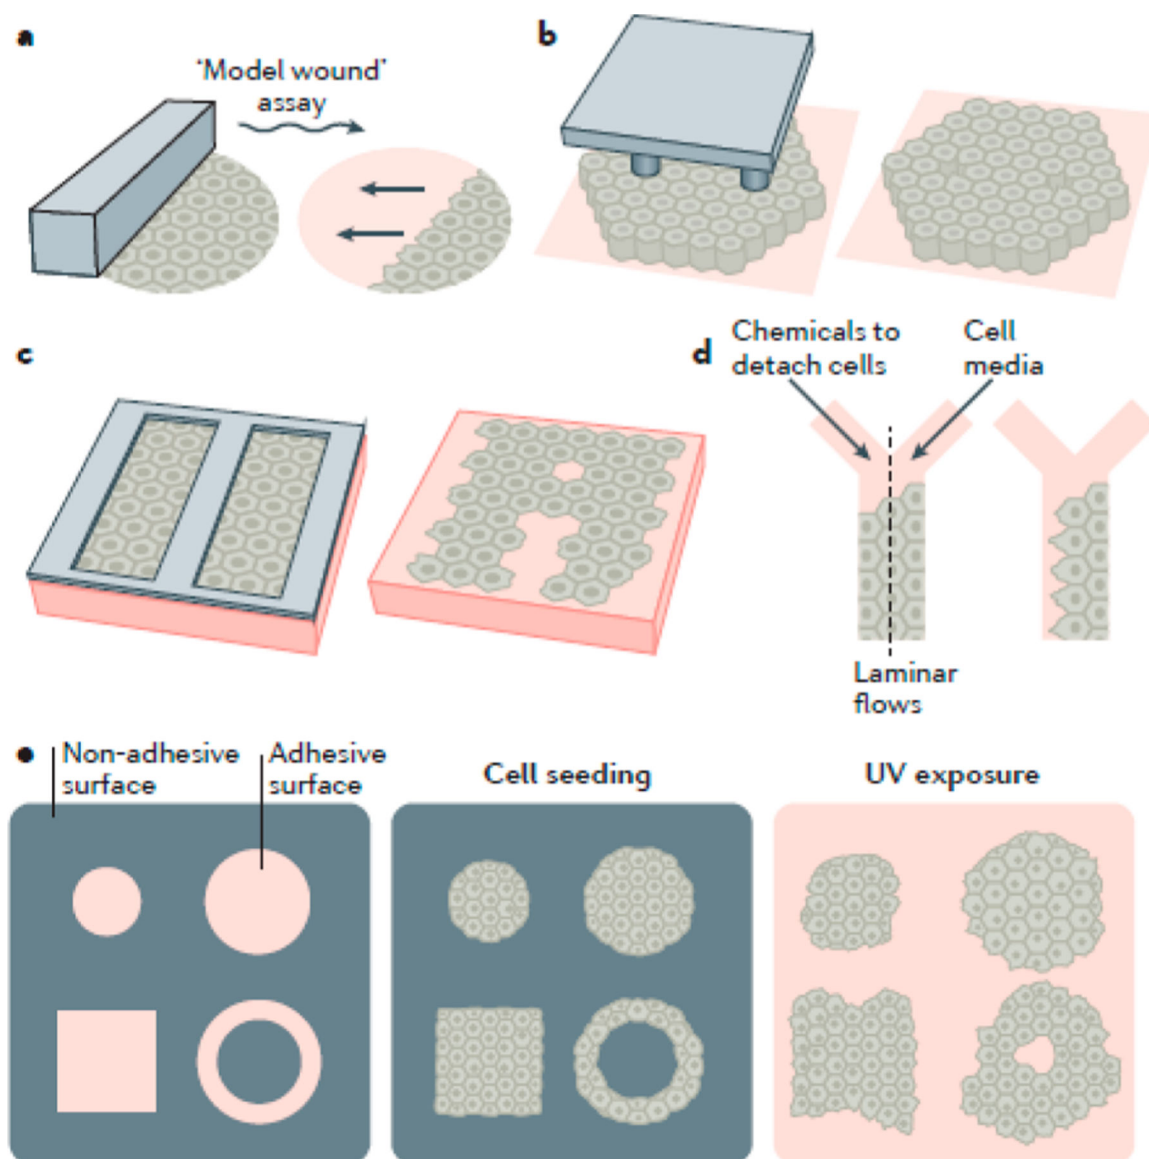 a
'Model wound'
assay
b
c
Chemicals to
detach cells
Cell
media
d
Laminar
flows
Non-adhesive
surface
Adhesive
surface
Cell seeding
UV exposure